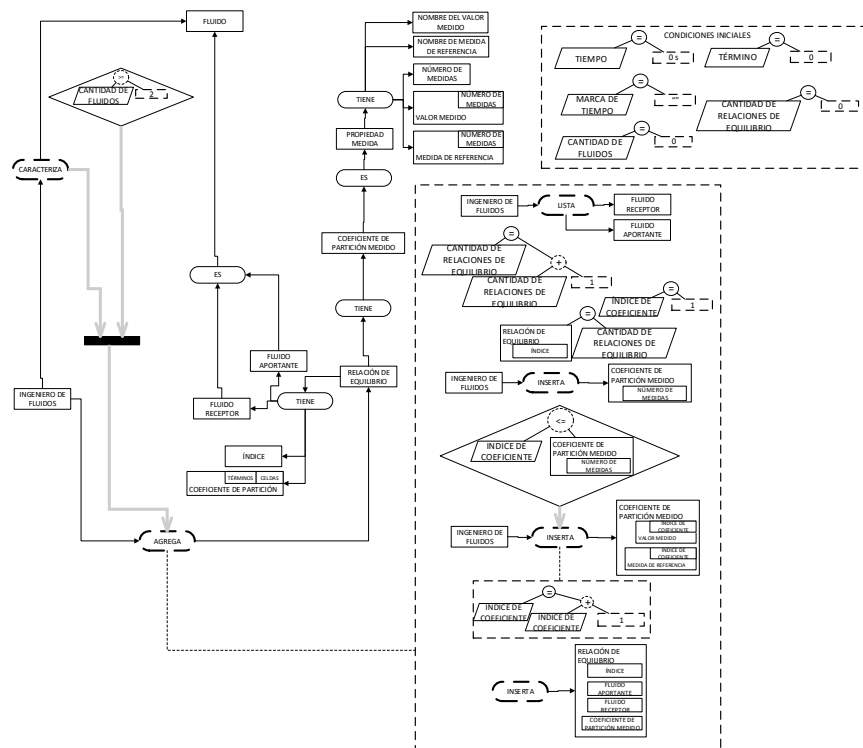 FLUIDO
>=
CANTIDAD DE
FLUIDOS
2
CARACTERIZA
INGENIERO DE
FLUIDOS
ES
FLUIDO
APORTANTE
FLUIDO
RECEPTOR
TIENE
ÍNDICE
TÉRMINOS
CELDAS
COEFICIENTE DE PARTICIÓN
AGREGA
NOMBRE DEL VALOR
MEDIDO
NOMBRE DE MEDIDA
DE REFERENCIA
NÚMERO DE
MEDIDAS
TIENE
NÚMERO DE
MEDIDAS
VALOR MEDIDO
NÚMERO DE
MEDIDAS
MEDIDA DE REFERENCIA
PROPIEDAD
MEDIDA
ES
COEFICIENTE DE
PARTICIÓN MEDIDO
TIENE
RELACIÓN DE
EQUILIBRIO
CONDICIONES INICIALES
=
TIEMPO
0 s
=
TÉRMINO
0
=
MARCA DE
TIEMPO
""
=
CANTIDAD DE
RELACIONES DE
EQUILIBRIO
0
=
CANTIDAD DE
FLUIDOS
0
INGENIERO DE
FLUIDOS
LISTA
FLUIDO
RECEPTOR
FLUIDO
APORTANTE
=
CANTIDAD DE
RELACIONES DE
EQUILIBRIO
+
CANTIDAD DE
RELACIONES DE
EQUILIBRIO
1
=
ÍNDICE DE
COEFICIENTE
1
=
RELACIÓN DE
EQUILIBRIO
ÍNDICE
CANTIDAD DE
RELACIONES DE
EQUILIBRIO
INGENIERO DE
FLUIDOS
INSERTA
COEFICIENTE DE
PARTICIÓN MEDIDO
NÚMERO DE
MEDIDAS
<=
INDICE DE
COEFICIENTE
COEFICIENTE DE
PARTICIÓN MEDIDO
NÚMERO DE
MEDIDAS
INGENIERO DE
FLUIDOS
INSERTA
COEFICIENTE DE
PARTICIÓN MEDIDO
ÍNDICE DE
COEFICIENTE
VALOR MEDIDO
ÍNDICE DE
COEFICIENTE
MEDIDA DE REFERENCIA
=
INDICE DE
COEFICIENTE
+
INDICE DE
COEFICIENTE
1
INSERTA
RELACIÓN DE
EQUILIBRIO
ÍNDICE
FLUIDO
APORTANTE
FLUIDO
RECEPTOR
COEFICIENTE DE
PARTICIÓN MEDIDO